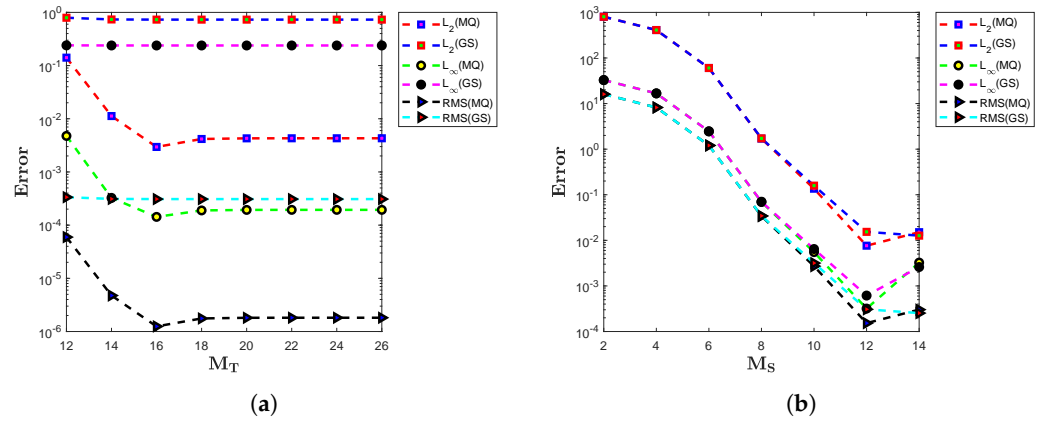 10^0
10^-1
10^-2
10^-3
10^-4
10^-5
10^-6
Error
12 14 16 18 20 22 24 26
M_T
L_2(MQ)
L_2(GS)
L_∞(MQ)
L_∞(GS)
RMS(MQ)
RMS(GS)
(a)
10^3
10^2
10^1
10^0
10^-1
10^-2
10^-3
10^-4
Error
2 4 6 8 10 12 14
M_S
L_2(MQ)
L_2(GS)
L_∞(MQ)
L_∞(GS)
RMS(MQ)
RMS(GS)
(b)